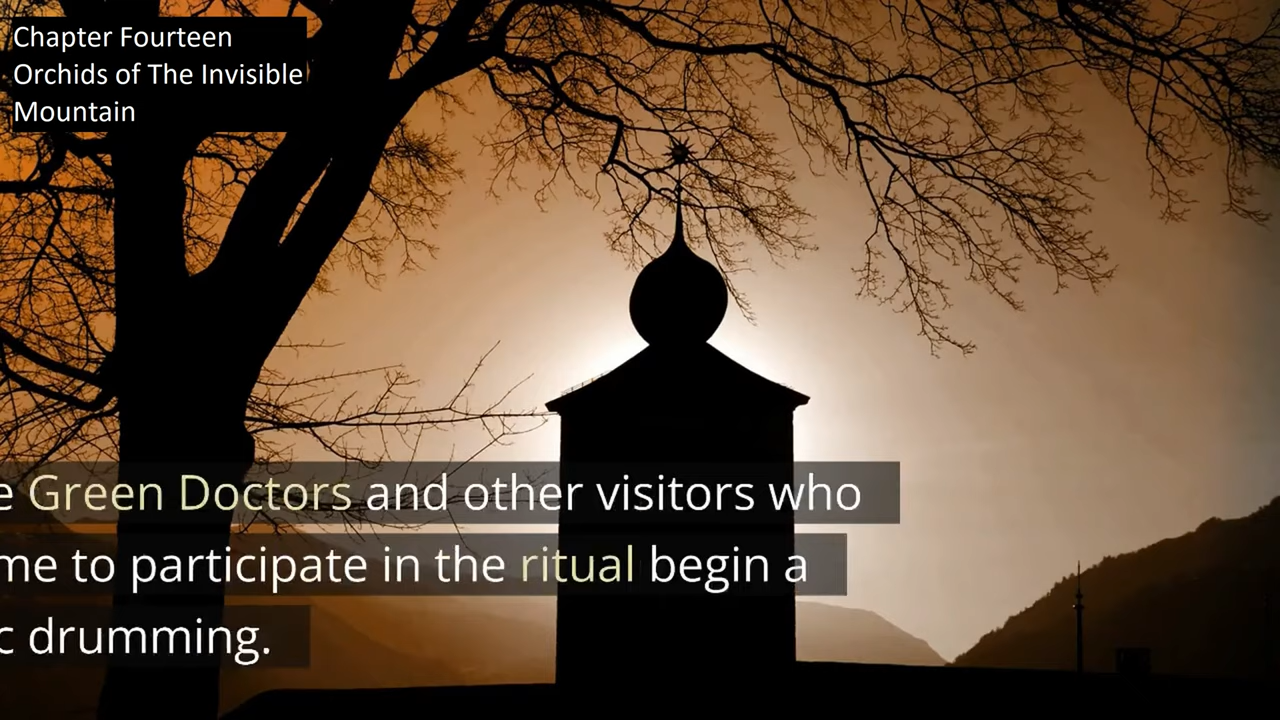 Chapter Fourteen
Orchids of The Invisible
Mountain
e Green Doctors and other visitors who
me to participate in the ritual begin a
c drumming.